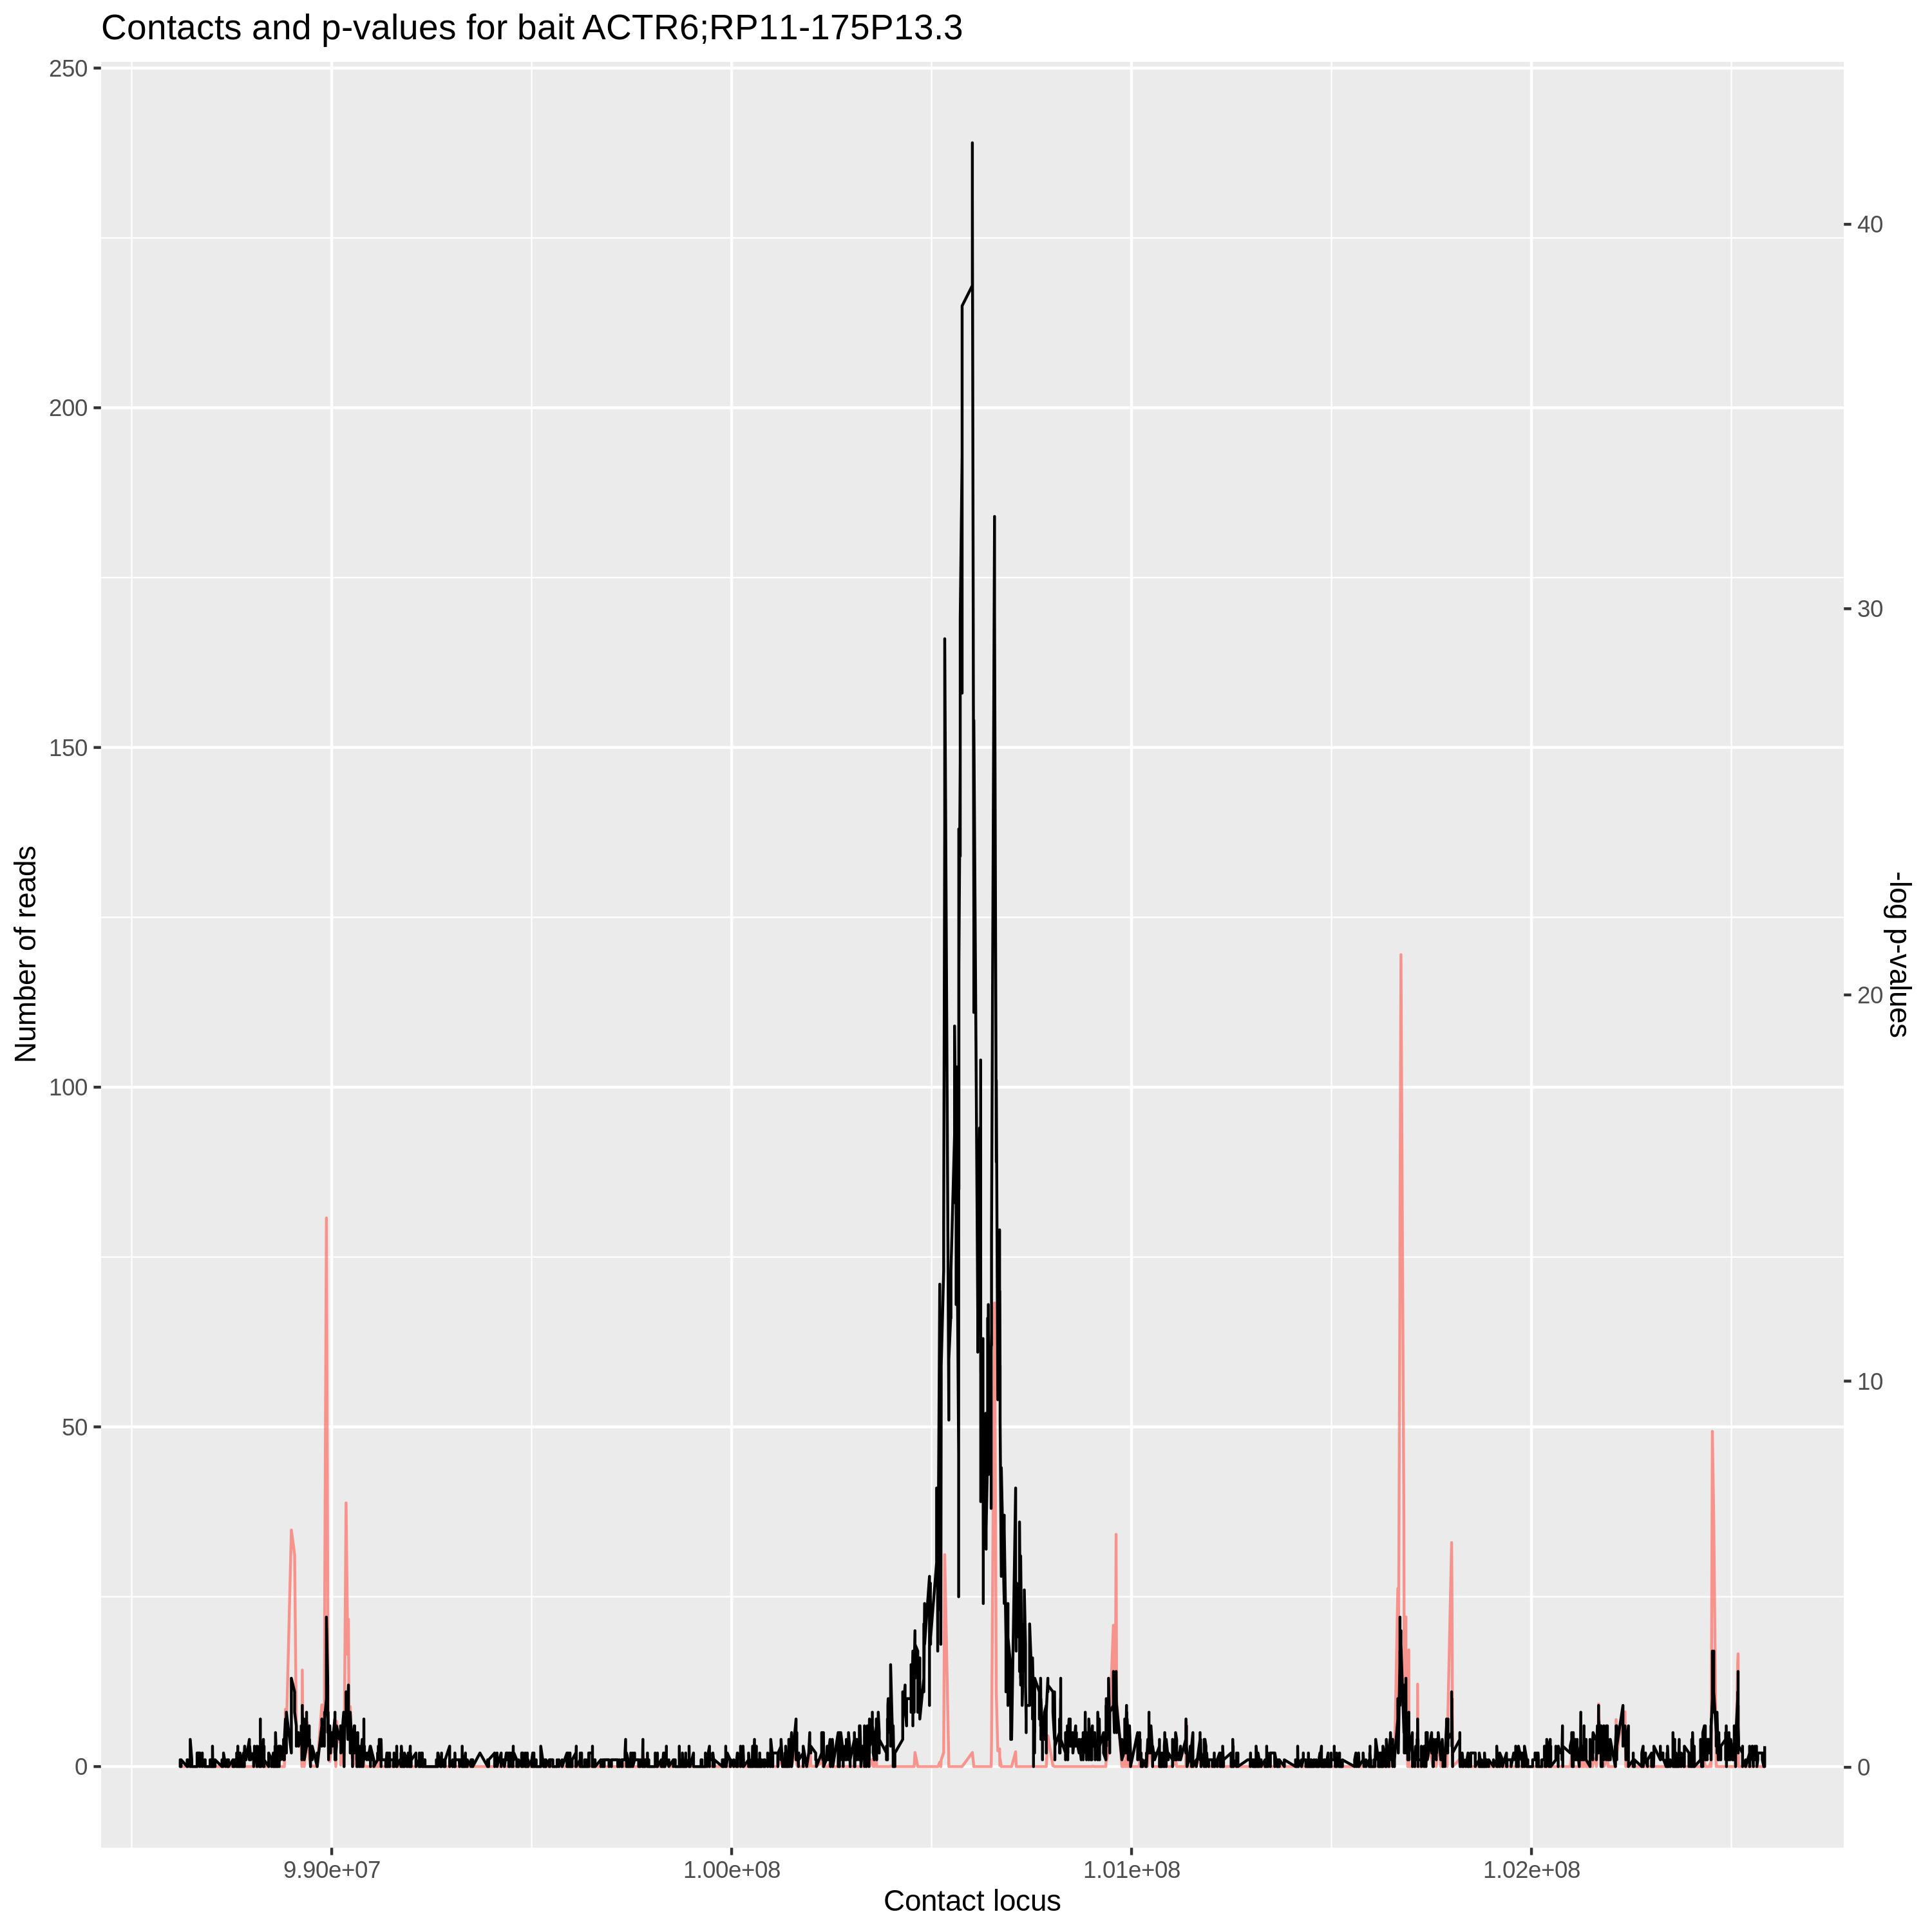 Contacts and p-values for bait ACTR6;RP11-175P13.3
250
200
150
100
50
0
Number of reads
40
30
20
10
0
-log p-values
9.90e+07 1.00e+08 1.01e+08 1.02e+08
Contact locus